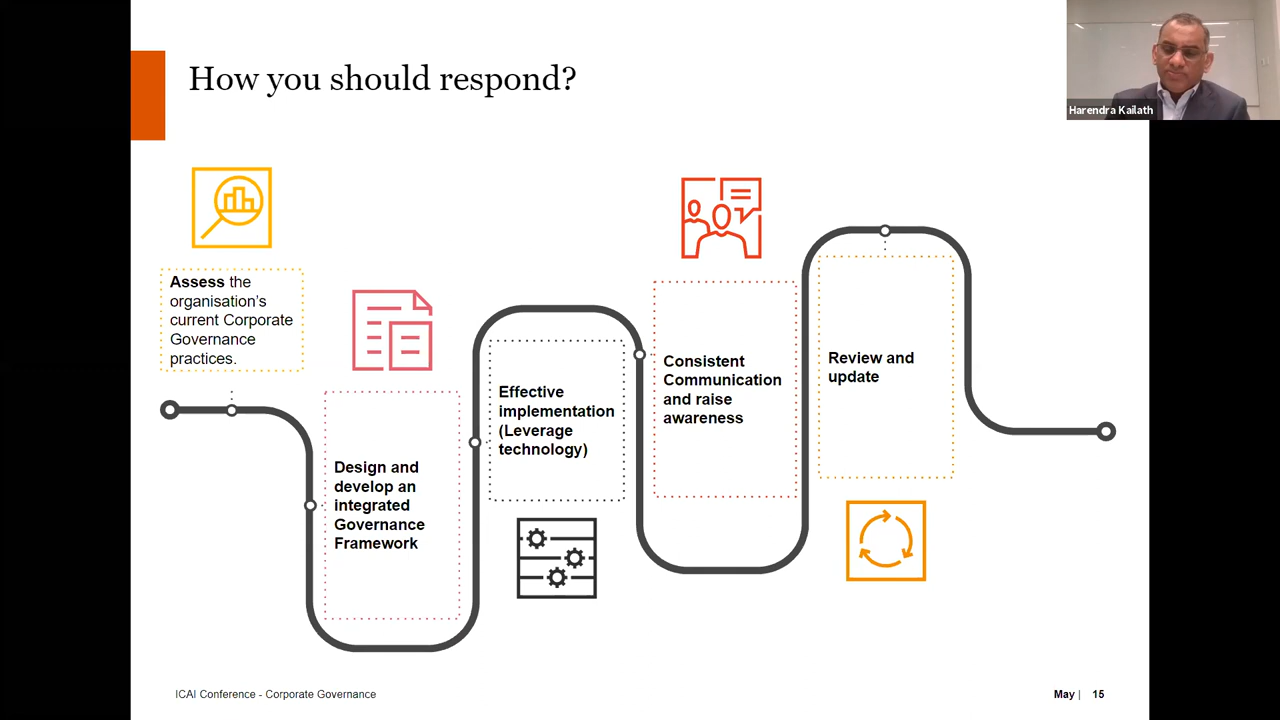 How you should respond?
Harendra Kailath
Assess the
organisation's
current Corporate
Governance
practices.
Design and
develop an
integrated
Governance
Framework
Effective
implementation
(Leverage
technology)
Consistent
Communication
and raise
awareness
Review and
update
ICAI Conference - Corporate Governance
May | 15